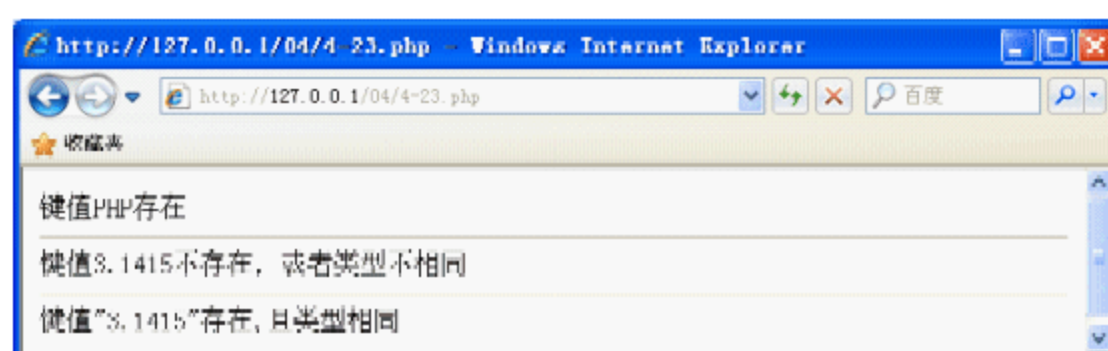 http://127.0.0.1/04/4-23.php - Windows Internet Explorer
http://127.0.0.1/04/4-23.php
百度
收藏夹
键值PHP存在
键值3.1415不存在，或者类型不相同
键值"3.1415"存在,且类型相同